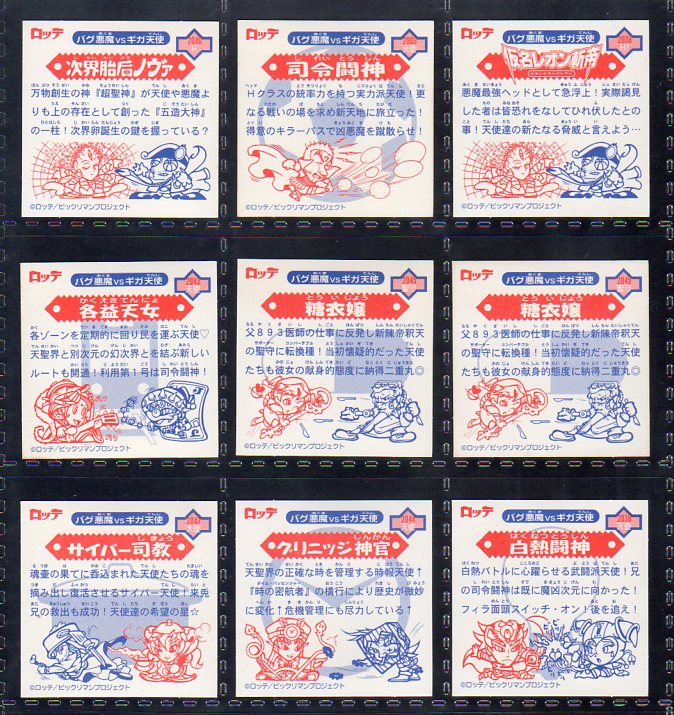 ロッテ
バグ悪魔vsギガ天使
2040
次界胎后ノヴァ
万物創生の神『超聖神』が天使や悪魔よ
りも上の存在として創った『五造大神』
の一柱！次界卵誕生の鍵を握っている？
©ロッテ/ビックリマンプロジェクト
ロッテ
バグ悪魔vsギガ天使
司令闘神
Hクラスの統率力を持つ実力派天使！更
なる戦いの場を求め新天地に旅立った！
得意のキラーパスで凶悪魔を蹴散らせ！
©ロッテ/ビックリマンプロジェクト
ロッテ
バグ悪魔vsギガ天使
仮名レオン新帝
悪魔最強ヘッドとして急浮上！実際謁見
した者は皆恐れをなしてひれ伏したとの
事！天使達の新たなる脅威と言えよう…
©ロッテ/ビックリマンプロジェクト
ロッテ
バグ悪魔vsギガ天使
各益天女
各ゾーンを定期的に回り民を運ぶ天使♡
天聖界と別次元の幻次界とを結ぶ新しい
ルートも開通！利用第1号は司令闘神！
©ロッテ/ビックリマンプロジェクト
ロッテ
バグ悪魔vsギガ天使
2045
糖衣嬢
父893医師の仕事に反発し新陳帝釈天
の聖守に転換種！当初懐疑的だった天使
たちも彼女の献身的態度に納得二重丸◎
©ロッテ/ビックリマンプロジェクト
ロッテ
バグ悪魔vsギガ天使
2045
糖衣嬢
父893医師の仕事に反発し新陳帝釈天
の聖守に転換種！当初懐疑的だった天使
たちも彼女の献身的態度に納得二重丸◎
©ロッテ/ビックリマンプロジェクト
ロッテ
バグ悪魔vsギガ天使
サイバー司教
魂壷の果てに呑込まれた天使たちの魂を
摘み出し復活させるサイバー天使！来兎
兄の救出も成功！天使達の希望の星☆
©ロッテ/ビックリマンプロジェクト
ロッテ
バグ悪魔vsギガ天使
2044
グリニッジ神官
天聖界の正確な時を管理する時報天使！
『時の密航者』の横行により歴史が微妙
に変化！危機管理にも尽力している！
©ロッテ/ビックリマンプロジェクト
ロッテ
バグ悪魔vsギガ天使
白熱闘神
白熱バトルに心躍らせる武闘派天使！兄
の司令闘神は既に魔凶次元に向かった！
フィラ面頭スイッチ・オン！後を追え！
©ロッテ/ビックリマンプロジェクト